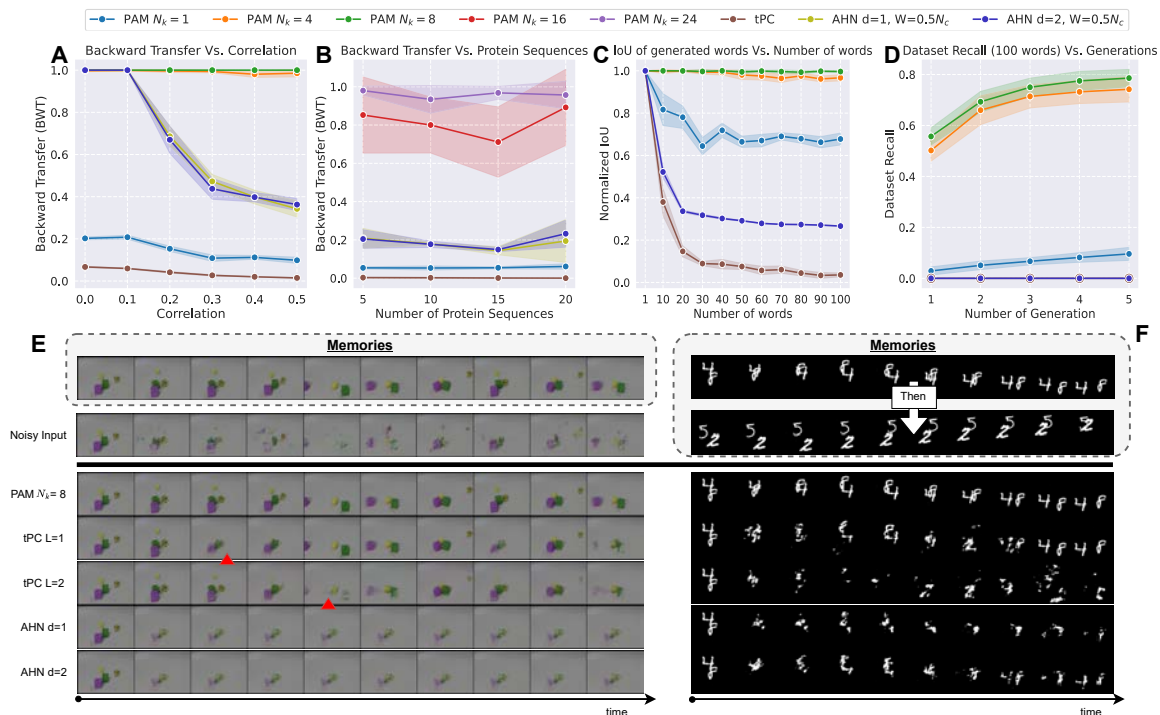 PAM Nk = 1 PAM Nk = 4 PAM Nk = 8 PAM Nk = 16 PAM Nk = 24 tPC AHN d=1, W=0.5Nc AHN d=2, W=0.5Nc
A
Backward Transfer Vs. Correlation
Backward Transfer (BWT)
1.0
0.8
0.6
0.4
0.2
0.0
0.0 0.1 0.2 0.3 0.4 0.5
Correlation
B
Backward Transfer Vs. Protein Sequences
Backward Transfer (BWT)
1.0
0.8
0.6
0.4
0.2
0.0
5 10 15 20
Number of Protein Sequences
C
IoU of generated words Vs. Number of words
Normalized IoU
1.0
0.8
0.6
0.4
0.2
0.0
1 10 20 30 40 50 60 70 80 90 100
Number of words
D
Dataset Recall (100 words) Vs. Generations
Dataset Recall
0.8
0.6
0.4
0.2
0.0
1 2 3 4 5
Number of Generation
E
Memories
Noisy Input
PAM Nk= 8
tPC L=1
tPC L=2
AHN d=1
AHN d=2
time
F
Memories
Then
time